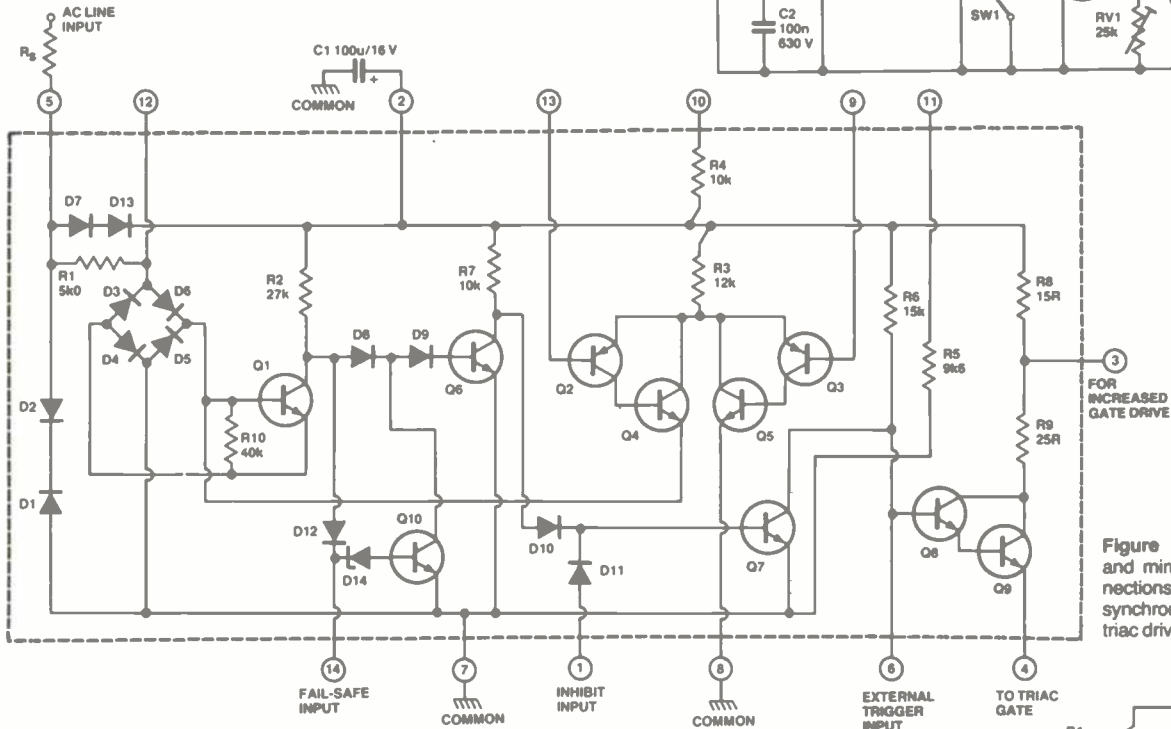 AC LINE
INPUT
RS
C1 100u/16 V
+
COMMON
C2
100n
630 V
SW1
RV1
25k
5
12
2
13
10
9
11
R4
10k
D7
D13
R1
5k0
D3
D6
D4
D5
R2
27k
R7
10k
R3
12k
R6
15k
R8
15R
D8
D9
Q1
Q6
Q2
Q3
R5
9k6
3
FOR
INCREASED
GATE DRIVE
D2
R10
40k
Q4
Q5
R9
25R
D1
D12
Q10
D14
D10
D11
Q7
Q8
Q9
Figure
and min
nections
synchron
triac driv
14
FAIL-SAFE
INPUT
7
COMMON
1
INHIBIT
INPUT
8
COMMON
6
EXTERNAL
TRIGGER
INPUT
4
TO TRIAC
GATE